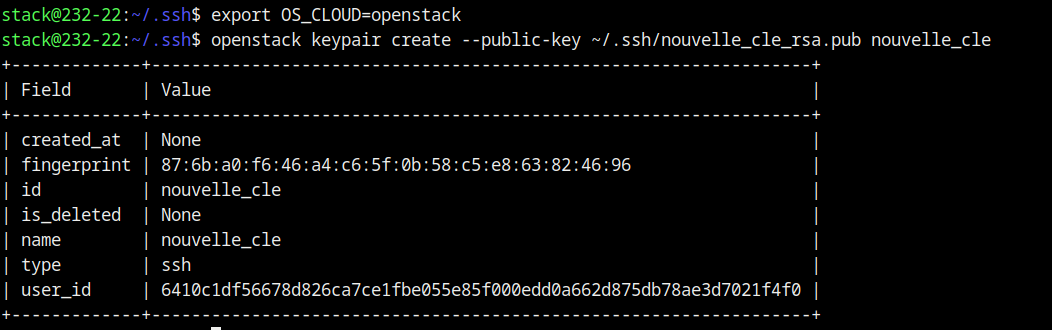 stack@232-22:~/.ssh$ export OS_CLOUD=openstack
stack@232-22:~/.ssh$ openstack keypair create --public-key ~/.ssh/nouvelle_cle_rsa.pub nouvelle_cle
+-------------+------------------------------------------------------------------+
| Field       | Value                                                            |
+-------------+------------------------------------------------------------------+
| created_at  | None                                                             |
| fingerprint | 87:6b:a0:f6:46:a4:c6:5f:0b:58:c5:e8:63:82:46:96                  |
| id          | nouvelle_cle                                                     |
| is_deleted  | None                                                             |
| name        | nouvelle_cle                                                     |
| type        | ssh                                                              |
| user_id     | 6410c1df56678d826ca7ce1fbe055e85f000edd0a662d875db78ae3d7021f4f0 |
+-------------+------------------------------------------------------------------+